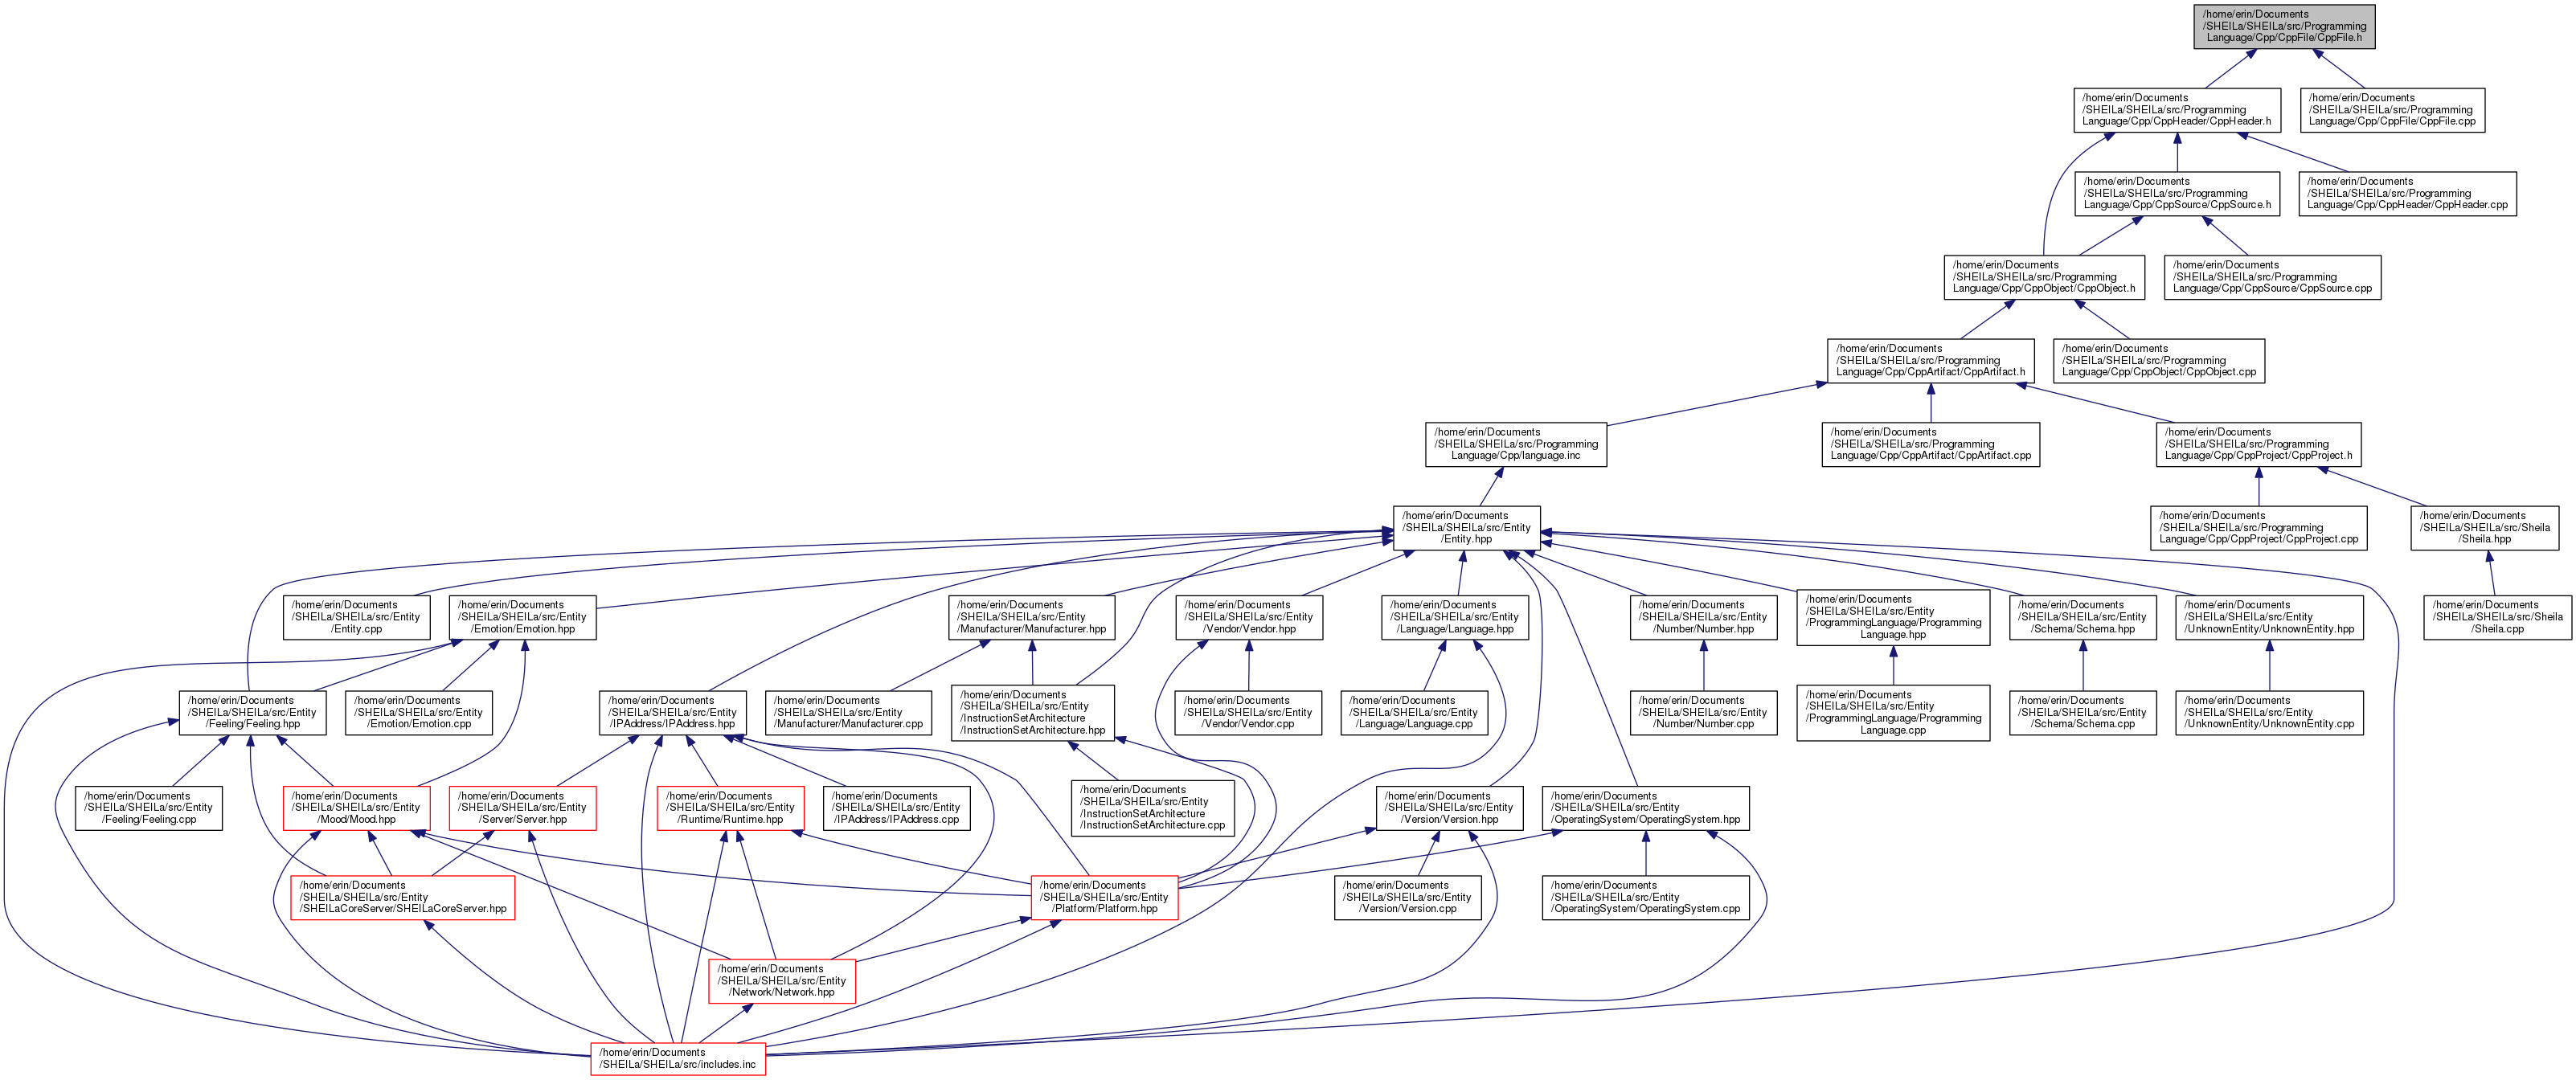 /home/erin/Documents
/SHEILa/SHEILa/src/Programming
Language/Cpp/CppFile/CppFile.h
/home/erin/Documents
/SHEILa/SHEILa/src/Programming
Language/Cpp/CppHeader/CppHeader.h
/home/erin/Documents
/SHEILa/SHEILa/src/Programming
Language/Cpp/CppFile/CppFile.cpp
/home/erin/Documents
/SHEILa/SHEILa/src/Programming
Language/Cpp/CppSource/CppSource.h
/home/erin/Documents
/SHEILa/SHEILa/src/Programming
Language/Cpp/CppHeader/CppHeader.cpp
/home/erin/Documents
/SHEILa/SHEILa/src/Programming
Language/Cpp/CppObject/CppObject.h
/home/erin/Documents
/SHEILa/SHEILa/src/Programming
Language/Cpp/CppSource/CppSource.cpp
/home/erin/Documents
/SHEILa/SHEILa/src/Programming
Language/Cpp/CppArtifact/CppArtifact.h
/home/erin/Documents
/SHEILa/SHEILa/src/Programming
Language/Cpp/CppObject/CppObject.cpp
/home/erin/Documents
/SHEILa/SHEILa/src/Programming
Language/Cpp/language.inc
/home/erin/Documents
/SHEILa/SHEILa/src/Programming
Language/Cpp/CppArtifact/CppArtifact.cpp
/home/erin/Documents
/SHEILa/SHEILa/src/Programming
Language/Cpp/CppProject/CppProject.h
/home/erin/Documents
/SHEILa/SHEILa/src/Entity
/Entity.hpp
/home/erin/Documents
/SHEILa/SHEILa/src/Programming
Language/Cpp/CppProject/CppProject.cpp
/home/erin/Documents
/SHEILa/SHEILa/src/Sheila
/Sheila.hpp
/home/erin/Documents
/SHEILa/SHEILa/src/Entity
/Entity.cpp
/home/erin/Documents
/SHEILa/SHEILa/src/Entity
/Emotion/Emotion.hpp
/home/erin/Documents
/SHEILa/SHEILa/src/Entity
/Manufacturer/Manufacturer.hpp
/home/erin/Documents
/SHEILa/SHEILa/src/Entity
/Vendor/Vendor.hpp
/home/erin/Documents
/SHEILa/SHEILa/src/Entity
/Language/Language.hpp
/home/erin/Documents
/SHEILa/SHEILa/src/Entity
/Number/Number.hpp
/home/erin/Documents
/SHEILa/SHEILa/src/Entity
/ProgrammingLanguage/Programming
Language.hpp
/home/erin/Documents
/SHEILa/SHEILa/src/Entity
/Schema/Schema.hpp
/home/erin/Documents
/SHEILa/SHEILa/src/Entity
/UnknownEntity/UnknownEntity.hpp
/home/erin/Documents
/SHEILa/SHEILa/src/Sheila
/Sheila.cpp
/home/erin/Documents
/SHEILa/SHEILa/src/Entity
/Feeling/Feeling.hpp
/home/erin/Documents
/SHEILa/SHEILa/src/Entity
/Emotion/Emotion.cpp
/home/erin/Documents
/SHEILa/SHEILa/src/Entity
/IPAddress/IPAddress.hpp
/home/erin/Documents
/SHEILa/SHEILa/src/Entity
/Manufacturer/Manufacturer.cpp
/home/erin/Documents
/SHEILa/SHEILa/src/Entity
/InstructionSetArchitecture
/InstructionSetArchitecture.hpp
/home/erin/Documents
/SHEILa/SHEILa/src/Entity
/Vendor/Vendor.cpp
/home/erin/Documents
/SHEILa/SHEILa/src/Entity
/Language/Language.cpp
/home/erin/Documents
/SHEILa/SHEILa/src/Entity
/Number/Number.cpp
/home/erin/Documents
/SHEILa/SHEILa/src/Entity
/ProgrammingLanguage/Programming
Language.cpp
/home/erin/Documents
/SHEILa/SHEILa/src/Entity
/Schema/Schema.cpp
/home/erin/Documents
/SHEILa/SHEILa/src/Entity
/UnknownEntity/UnknownEntity.cpp
/home/erin/Documents
/SHEILa/SHEILa/src/Entity
/Feeling/Feeling.cpp
/home/erin/Documents
/SHEILa/SHEILa/src/Entity
/Mood/Mood.hpp
/home/erin/Documents
/SHEILa/SHEILa/src/Entity
/Server/Server.hpp
/home/erin/Documents
/SHEILa/SHEILa/src/Entity
/Runtime/Runtime.hpp
/home/erin/Documents
/SHEILa/SHEILa/src/Entity
/IPAddress/IPAddress.cpp
/home/erin/Documents
/SHEILa/SHEILa/src/Entity
/InstructionSetArchitecture
/InstructionSetArchitecture.cpp
/home/erin/Documents
/SHEILa/SHEILa/src/Entity
/Version/Version.hpp
/home/erin/Documents
/SHEILa/SHEILa/src/Entity
/OperatingSystem/OperatingSystem.hpp
/home/erin/Documents
/SHEILa/SHEILa/src/Entity
/SHEILaCoreServer/SHEILaCoreServer.hpp
/home/erin/Documents
/SHEILa/SHEILa/src/Entity
/Platform/Platform.hpp
/home/erin/Documents
/SHEILa/SHEILa/src/Entity
/Version/Version.cpp
/home/erin/Documents
/SHEILa/SHEILa/src/Entity
/OperatingSystem/OperatingSystem.cpp
/home/erin/Documents
/SHEILa/SHEILa/src/Entity
/Network/Network.hpp
/home/erin/Documents
/SHEILa/SHEILa/src/includes.inc